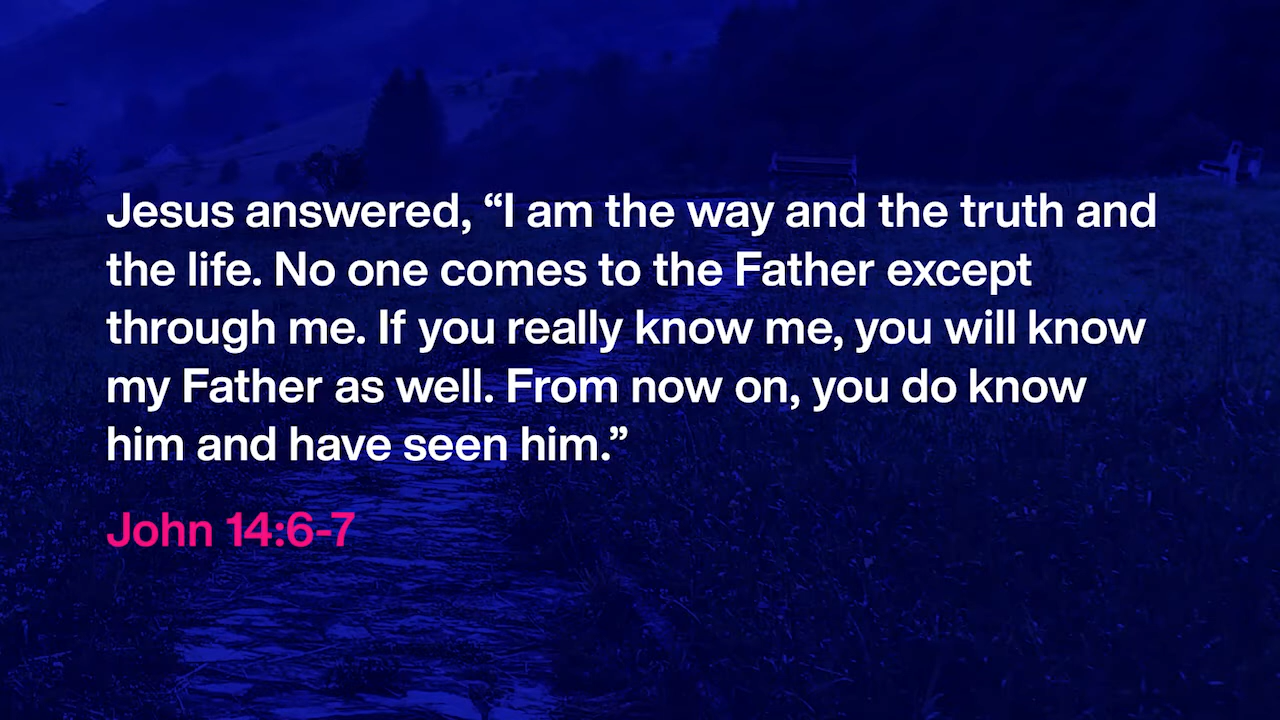 Jesus answered, “I am the way and the truth and
the life. No one comes to the Father except
through me. If you really know me, you will know
my Father as well. From now on, you do know
him and have seen him.”
John 14:6-7